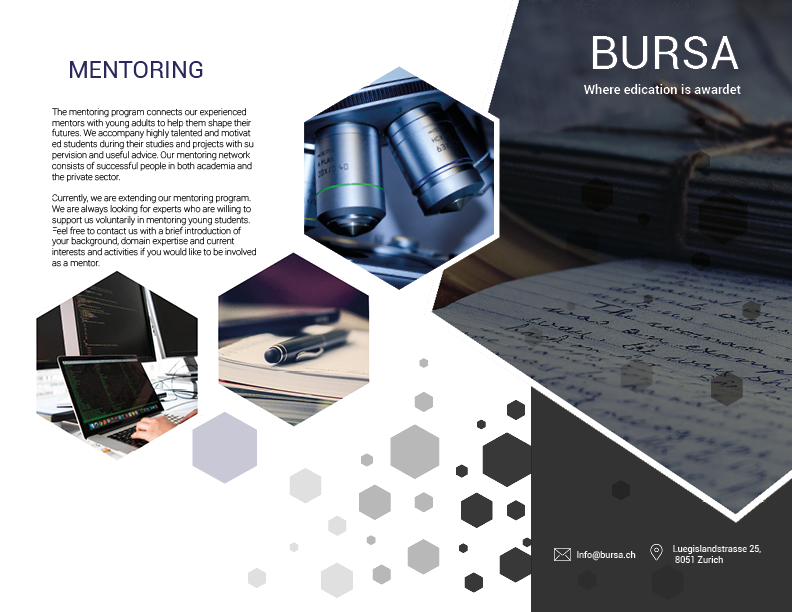 MENTORING
The mentoring program connects our experienced
mentors with young adults to help them shape their
futures. We accompany highly talented and motivat
ed students during their studies and projects with su
pervision and useful advice. Our mentoring network
consists of successful people in both academia and
the private sector.
Currently, we are extending our mentoring program.
We are always looking for experts who are willing to
support us voluntarily in mentoring young students.
Feel free to contact us with a brief introduction of
your background, domain expertise and current
interests and activities if you would like to be involved
as a mentor.
BURSA
Where edication is awardet
Info@bursa.ch
Luegislandstrasse 25,
8051 Zurich